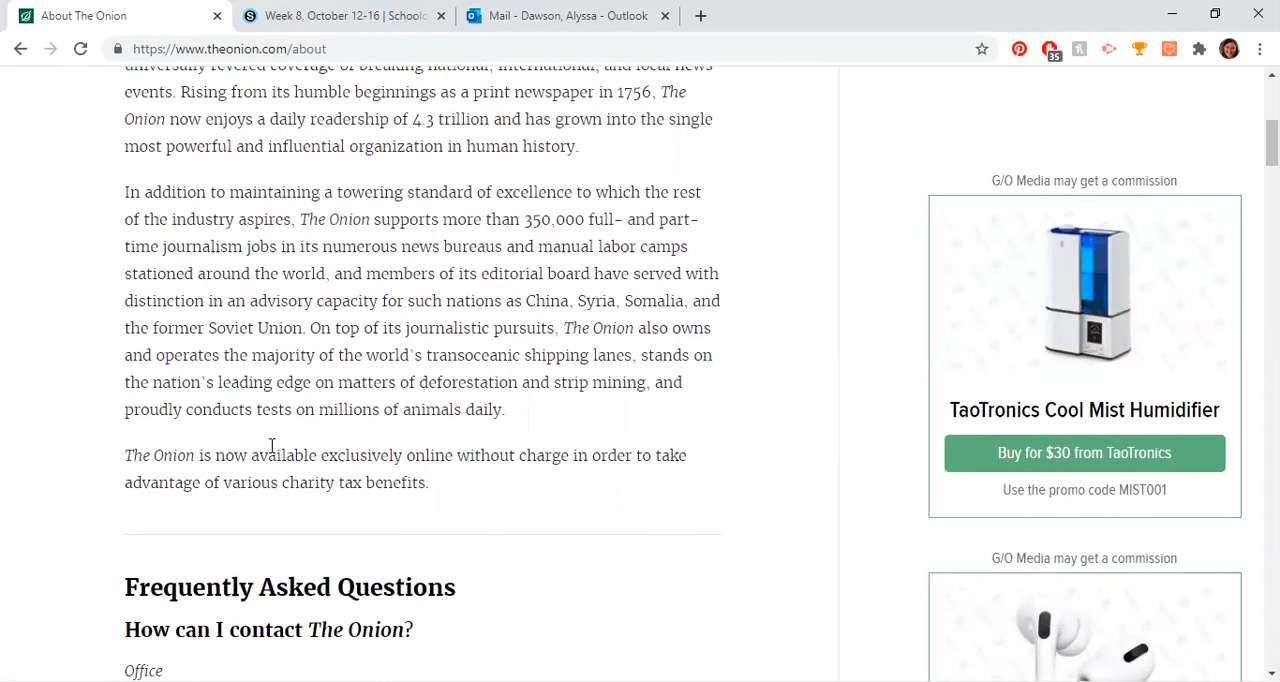 About The Onion
Week 8, October 12-16 | Schoolc
Mail - Dawson, Alyssa - Outlook
https://www.theonion.com/about
35
universally revered coverage of breaking national, international, and local news
events. Rising from its humble beginnings as a print newspaper in 1756, The
Onion now enjoys a daily readership of 4.3 trillion and has grown into the single
most powerful and influential organization in human history.
In addition to maintaining a towering standard of excellence to which the rest
of the industry aspires, The Onion supports more than 350,000 full- and part-
time journalism jobs in its numerous news bureaus and manual labor camps
stationed around the world, and members of its editorial board have served with
distinction in an advisory capacity for such nations as China, Syria, Somalia, and
the former Soviet Union. On top of its journalistic pursuits, The Onion also owns
and operates the majority of the world's transoceanic shipping lanes, stands on
the nation's leading edge on matters of deforestation and strip mining, and
proudly conducts tests on millions of animals daily.
The Onion is now available exclusively online without charge in order to take
advantage of various charity tax benefits.
Frequently Asked Questions
How can I contact The Onion?
Office
G/O Media may get a commission
TaoTronics Cool Mist Humidifier
Buy for $30 from TaoTronics
Use the promo code MIST001
G/O Media may get a commission